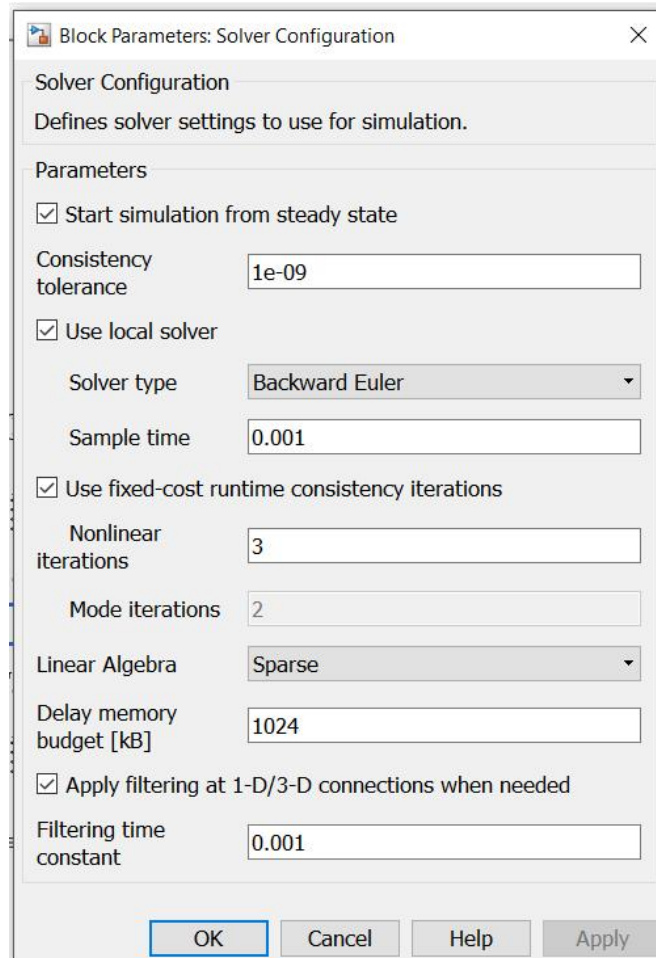 Block Parameters: Solver Configuration
Solver Configuration
Defines solver settings to use for simulation.
Parameters
Start simulation from steady state
Consistency
tolerance
1e-09
Use local solver
Solver type
Backward Euler
Sample time
0.001
Use fixed-cost runtime consistency iterations
Nonlinear
iterations
3
Mode iterations
2
Linear Algebra
Sparse
Delay memory
budget [kB]
1024
Apply filtering at 1-D/3-D connections when needed
Filtering time
constant
0.001
OK
Cancel
Help
Apply